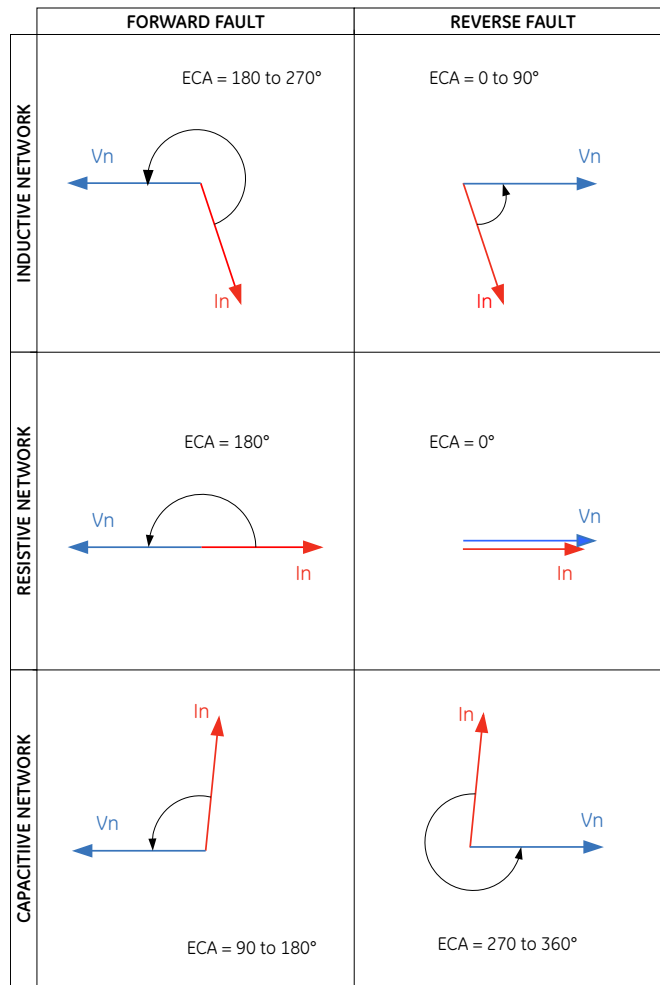 FORWARD FAULT
REVERSE FAULT
INDUCTIVE NETWORK
ECA = 180 to 270°
Vn
In
ECA = 0 to 90°
Vn
In
RESISTIVE NETWORK
ECA = 180°
Vn
In
ECA = 0°
Vn
In
CAPACITIIVE NETWORK
In
Vn
ECA = 90 to 180°
In
Vn
ECA = 270 to 360°